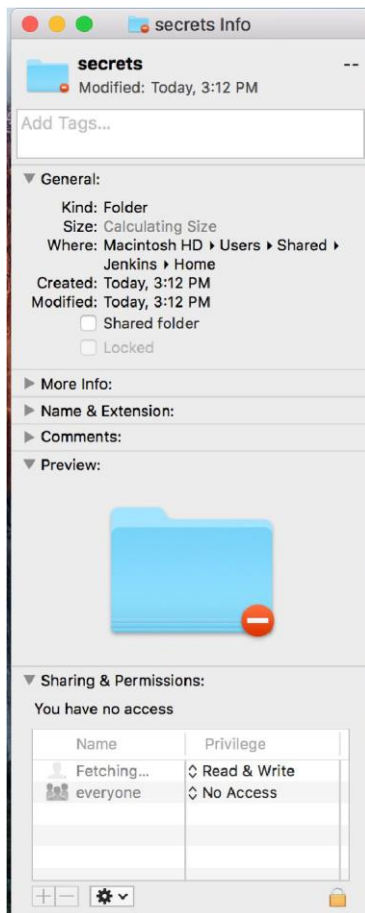 secrets Info
secrets --
Modified: Today, 3:12 PM
Add Tags...
General:
Kind: Folder
Size: Calculating Size
Where: Macintosh HD ▸ Users ▸ Shared ▸
Jenkins ▸ Home
Created: Today, 3:12 PM
Modified: Today, 3:12 PM
Shared folder
Locked
More Info:
Name & Extension:
Comments:
Preview:
Sharing & Permissions:
You have no access
Name Privilege
Fetching... Read & Write
everyone No Access